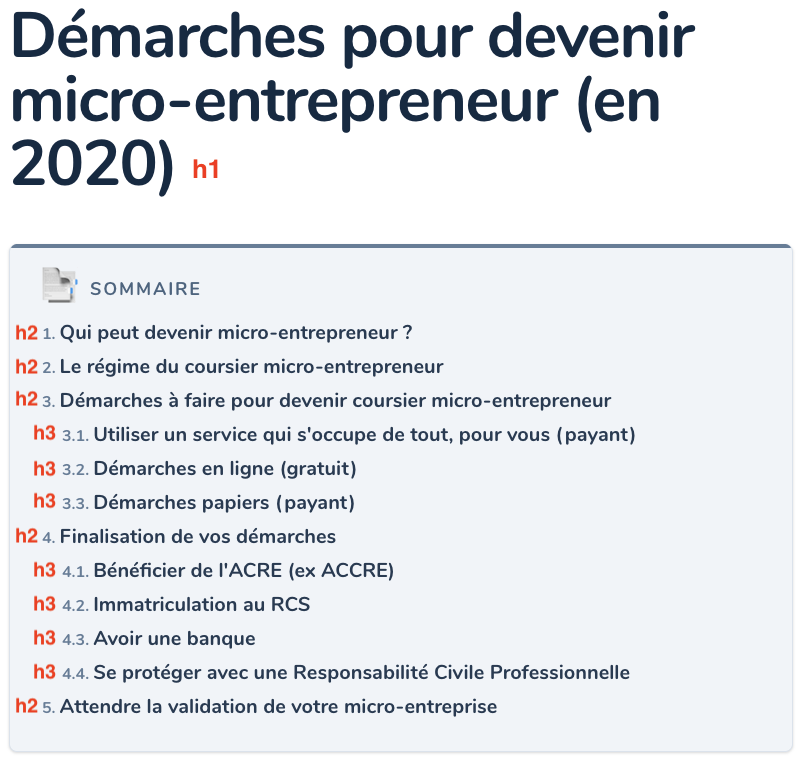 Démarches pour devenir
micro-entrepreneur (en
2020) h1
SOMMAIRE
h2 1. Qui peut devenir micro-entrepreneur ?
h2 2. Le régime du coursier micro-entrepreneur
h2 3. Démarches à faire pour devenir coursier micro-entrepreneur
h3 3.1. Utiliser un service qui s'occupe de tout, pour vous (payant)
h3 3.2. Démarches en ligne (gratuit)
h3 3.3. Démarches papiers (payant)
h2 4. Finalisation de vos démarches
h3 4.1. Bénéficier de l'ACRE (ex ACCRE)
h3 4.2. Immatriculation au RCS
h3 4.3. Avoir une banque
h3 4.4. Se protéger avec une Responsabilité Civile Professionnelle
h2 5. Attendre la validation de votre micro-entreprise